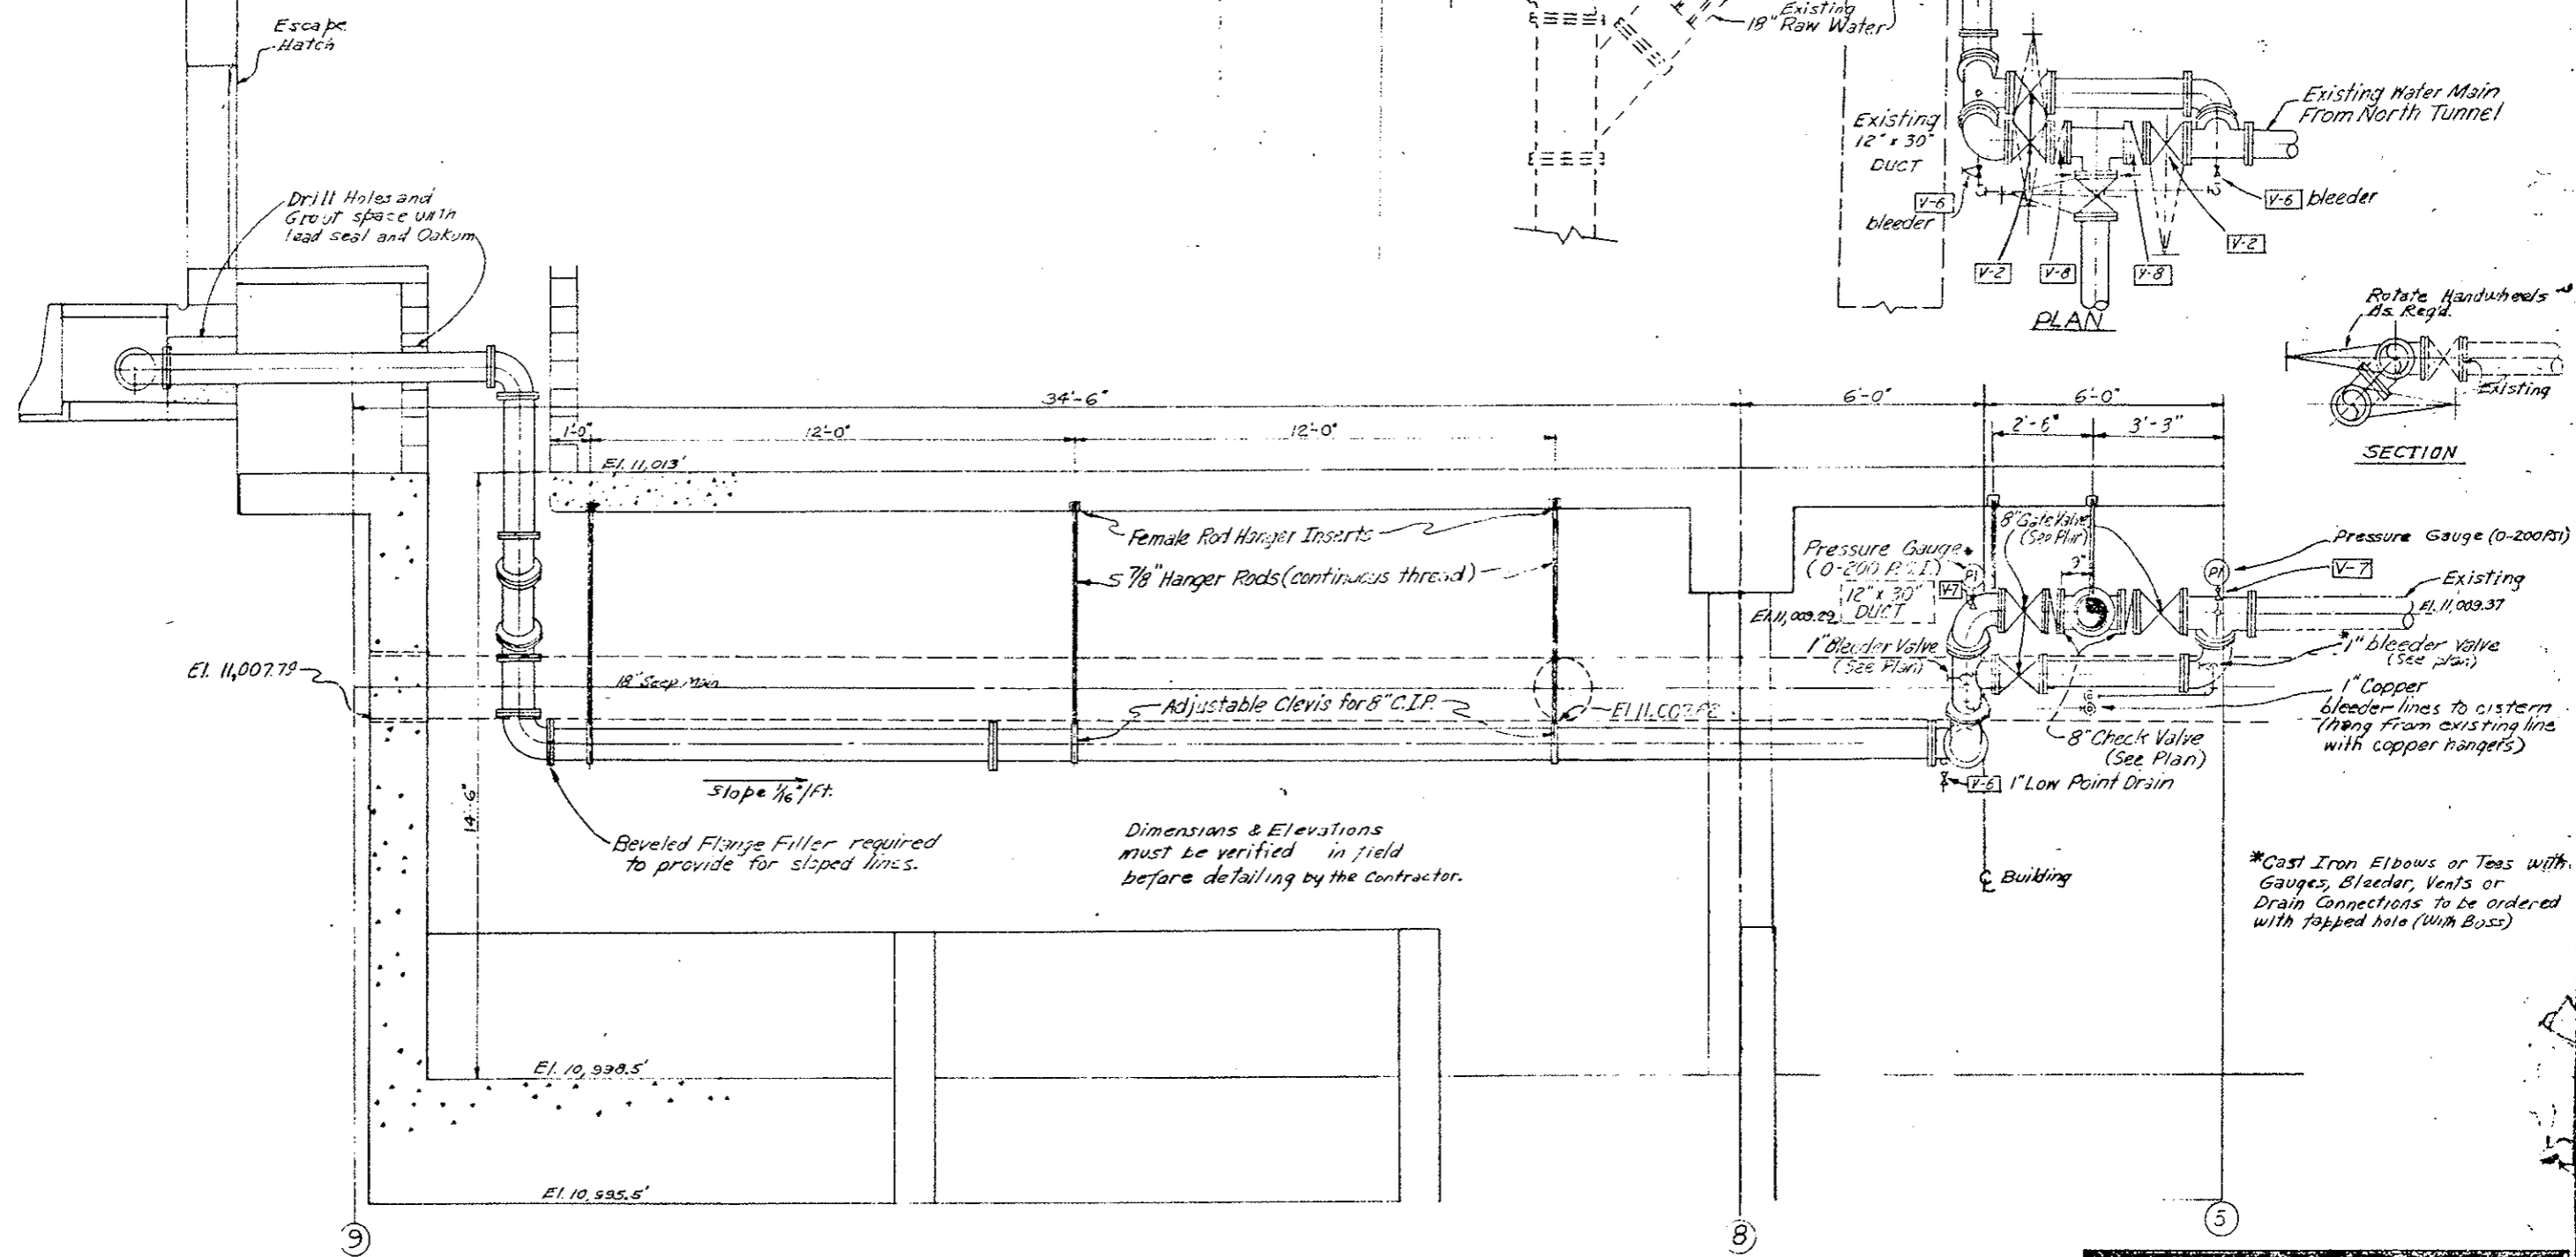 Escape
Hatch
Existing
18" Raw Water
Existing Water Main
From North Tunnel
Existing
12" x 30"
DUCT
V-6
bleeder
V-6 bleeder
V-2
V-2
V-8
V-8
PLAN
Drill Holes and
Grout space with
lead seal and Oakum
Rotate Handwheels
As Req'd.
Existing
SECTION
34'-6"
6'-0"
6'-0"
1'-0"
12'-0"
12'-0"
2'-6"
3'-3"
El. 11,013'
Female Rod Hanger Inserts
5 7/8" Hanger Rods (continuous thread)
8" Gate Valve
(See Plan)
9"
Pressure Gauge
(0-200 P.S.I.)
PI
V-7
12" x 30"
DUCT
El. 11,009.29
Pressure Gauge (0-200 PSI)
PI
V-7
Existing
El. 11,009.37
1" Bleeder Valve
(See Plan)
*1" bleeder valve
(See plan)
El. 11,007.79
18" Seep Main
Adjustable Clevis for 8" C.I.P.
1" Copper
bleeder lines to cistern
(hang from existing line
with copper hangers)
8" Check Valve
(See Plan)
V-6 1" Low Point Drain
slope 1/16"/Ft.
14'-6"
Beveled Flange Filler required
to provide for sloped lines.
Dimensions & Elevations
must be verified in field
before detailing by the Contractor.
℄ Building
*Cast Iron Elbows or Tees with
Gauges, Bleeder, Vents or
Drain Connections to be ordered
with tapped hole (With Boss)
El. 10,998.5'
El. 10,995.5'
9
8
5